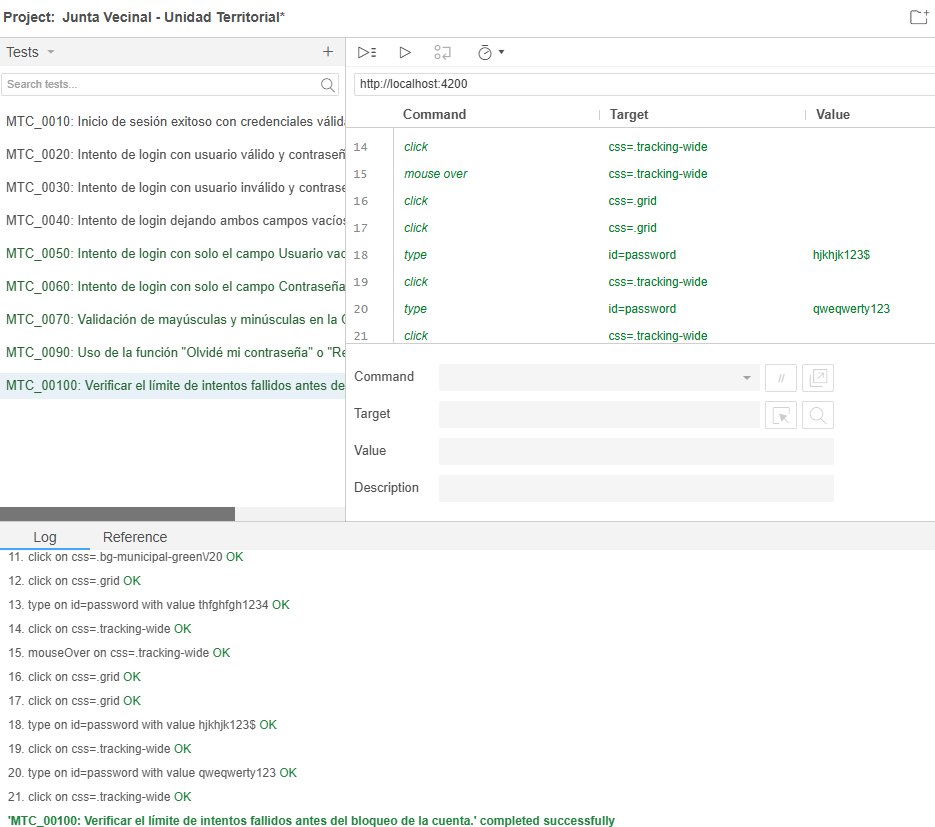 Project: Junta Vecinal - Unidad Territorial*
Tests
Search tests...
MTC_0010: Inicio de sesión exitoso con credenciales válida
MTC_0020: Intento de login con usuario válido y contraseñ
MTC_0030: Intento de login con usuario inválido y contrase
MTC_0040: Intento de login dejando ambos campos vacíos
MTC_0050: Intento de login con solo el campo Usuario vac
MTC_0060: Intento de login con solo el campo Contraseña
MTC_0070: Validación de mayúsculas y minúsculas en la C
MTC_0090: Uso de la función "Olvidé mi contraseña" o "Re
MTC_00100: Verificar el límite de intentos fallidos antes de
http://localhost:4200
Command Target Value
14 click css=.tracking-wide
15 mouse over css=.tracking-wide
16 click css=.grid
17 click css=.grid
18 type id=password hjkhjk123$
19 click css=.tracking-wide
20 type id=password qweqwerty123
21 click css=.tracking-wide
Command //
Target
Value
Description
Log Reference
11. click on css=.bg-municipal-green\/20 OK
12. click on css=.grid OK
13. type on id=password with value thfghfgh1234 OK
14. click on css=.tracking-wide OK
15. mouseOver on css=.tracking-wide OK
16. click on css=.grid OK
17. click on css=.grid OK
18. type on id=password with value hjkhjk123$ OK
19. click on css=.tracking-wide OK
20. type on id=password with value qweqwerty123 OK
21. click on css=.tracking-wide OK
'MTC_00100: Verificar el límite de intentos fallidos antes del bloqueo de la cuenta.' completed successfully